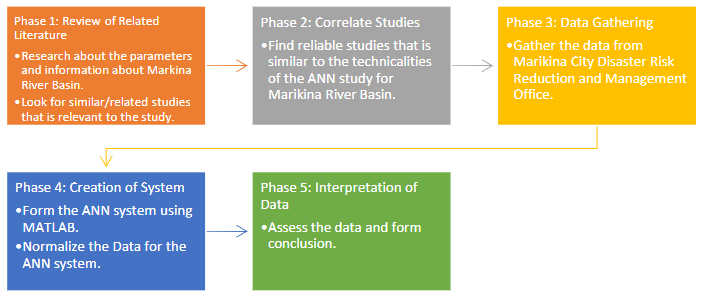 Phase 1: Review of Related
Literature
•Research about the parameters
and information about Markina
River Basin.
•Look for similar/related studies
that is relevant to the study.
Phase 2: Correlate Studies
•Find reliable studies that is
similar to the technicalities
of the ANN study for
Marikina River Basin.
Phase 3: Data Gathering
•Gather the data from
Marikina City Disaster Risk
Reduction and Management
Office.
Phase 4: Creation of System
•Form the ANN system using
MATLAB.
•Normalize the Data for the
ANN system.
Phase 5: Interpretation of
Data
•Assess the data and form
conclusion.